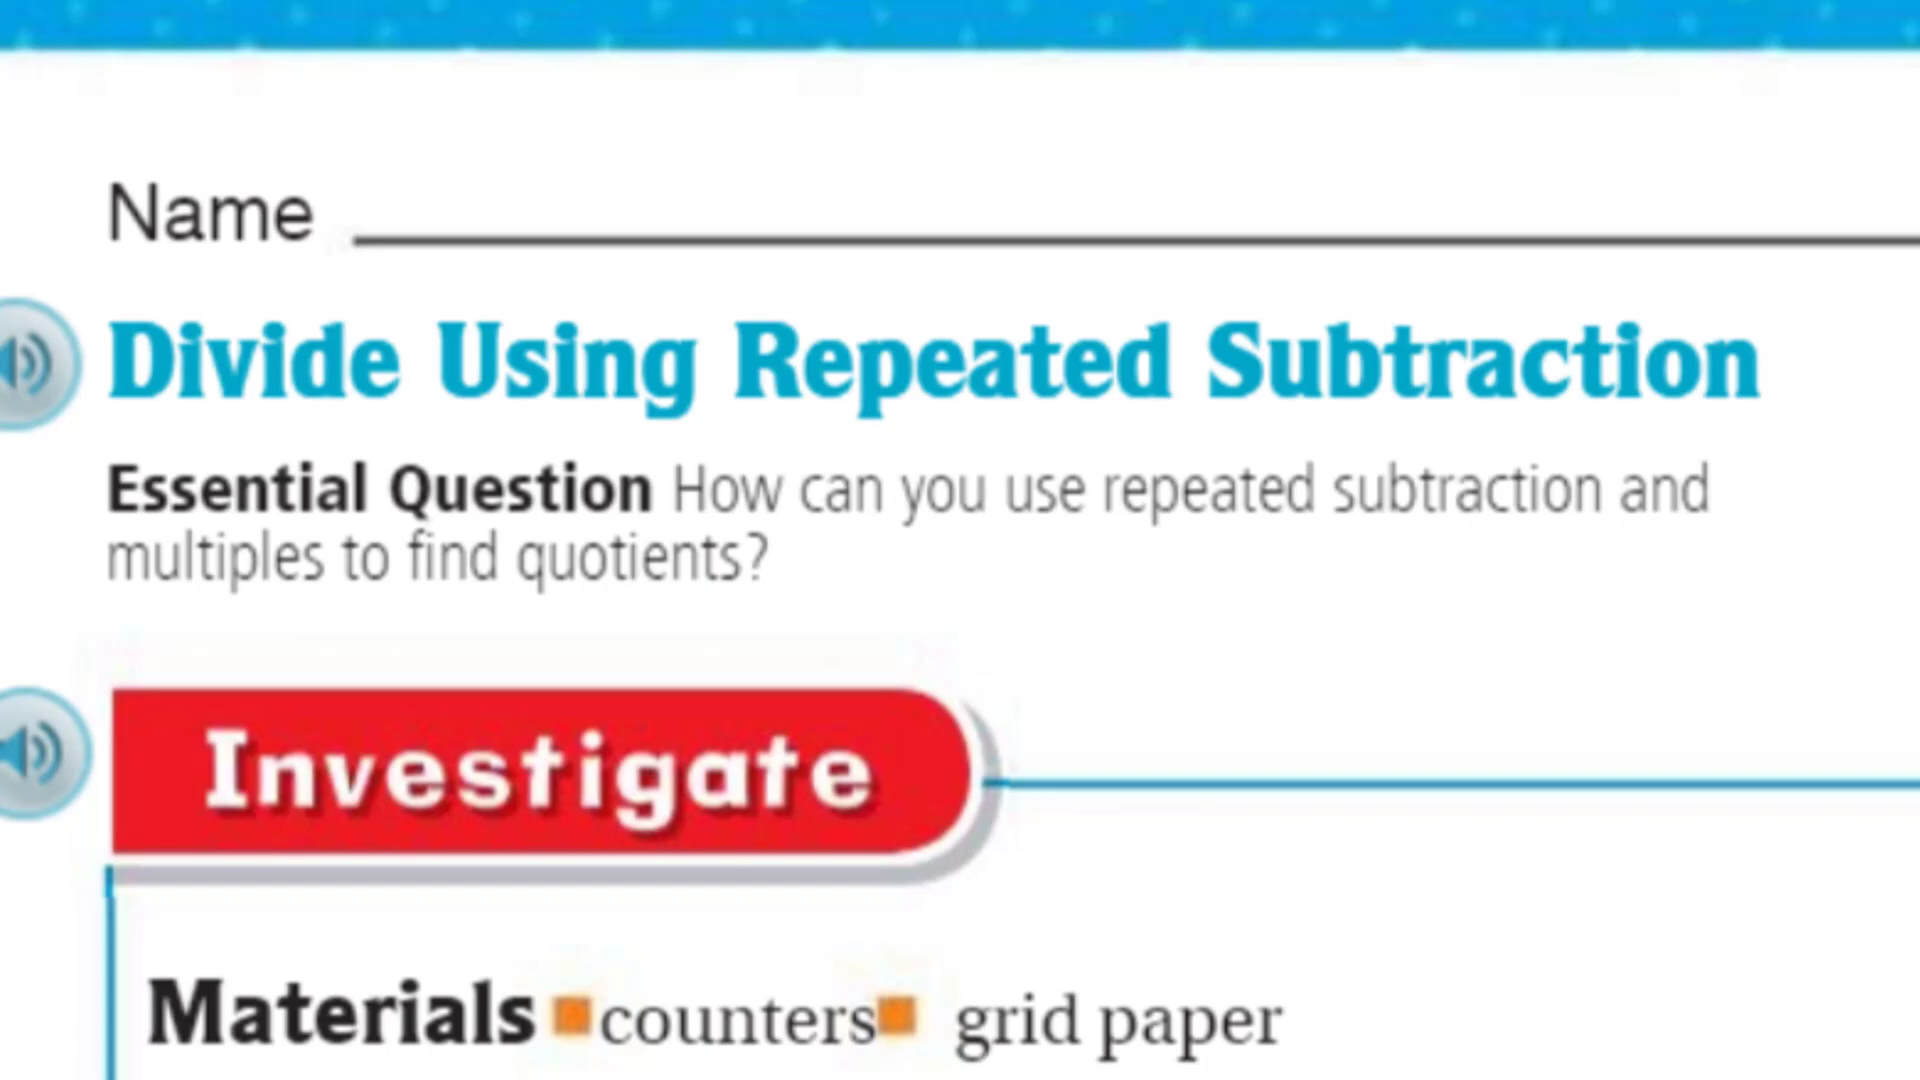 Name
Divide Using Repeated Subtraction
Essential Question How can you use repeated subtraction and
multiples to find quotients?
Investigate
Materials ■counters■ grid paper